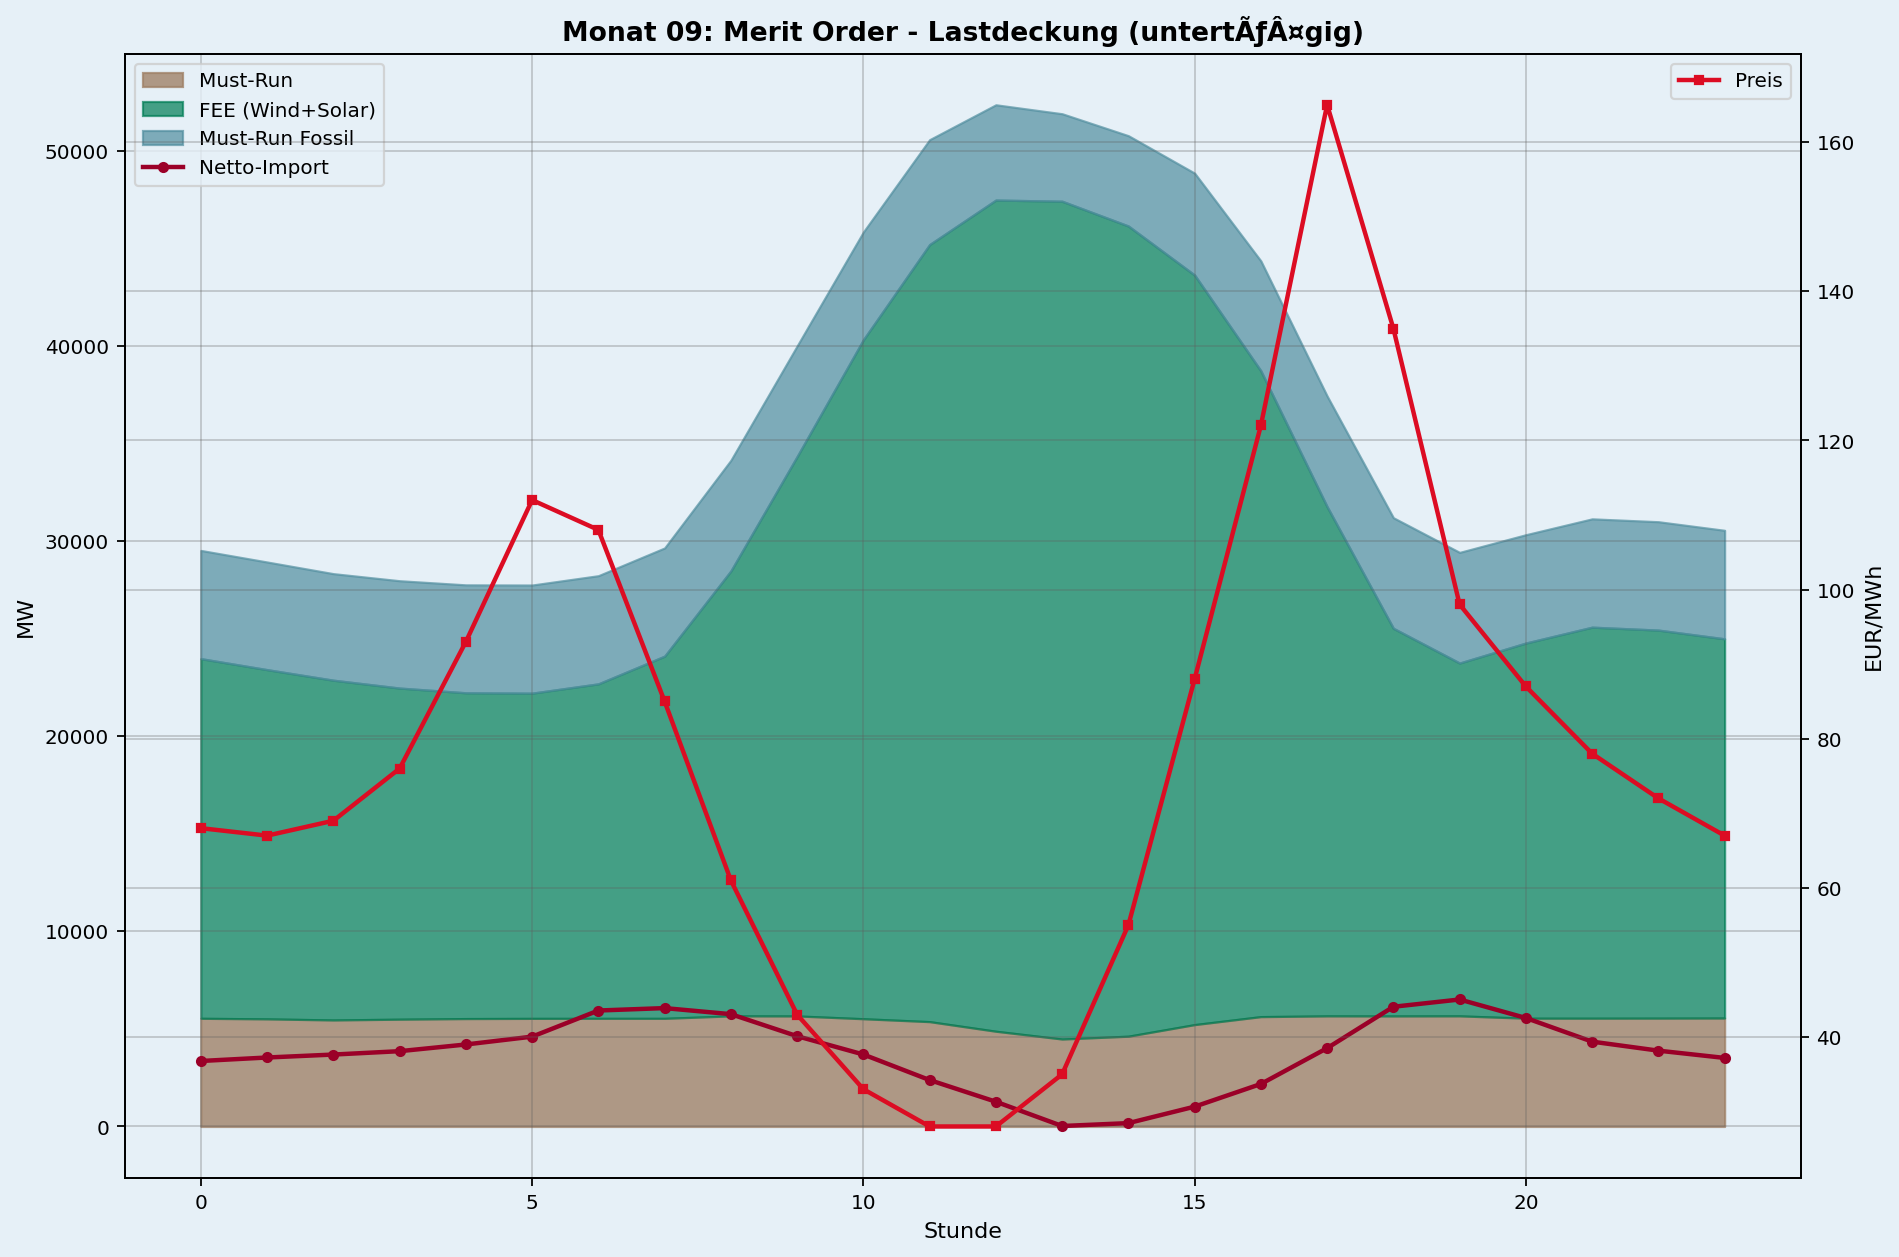 Monat 09: Merit Order - Lastdeckung (untertÃƒÂ¤gig)
Must-Run
FEE (Wind+Solar)
Must-Run Fossil
Netto-Import
Preis
MW
50000
40000
30000
20000
10000
0
EUR/MWh
160
140
120
100
80
60
40
0 5 10 15 20
Stunde